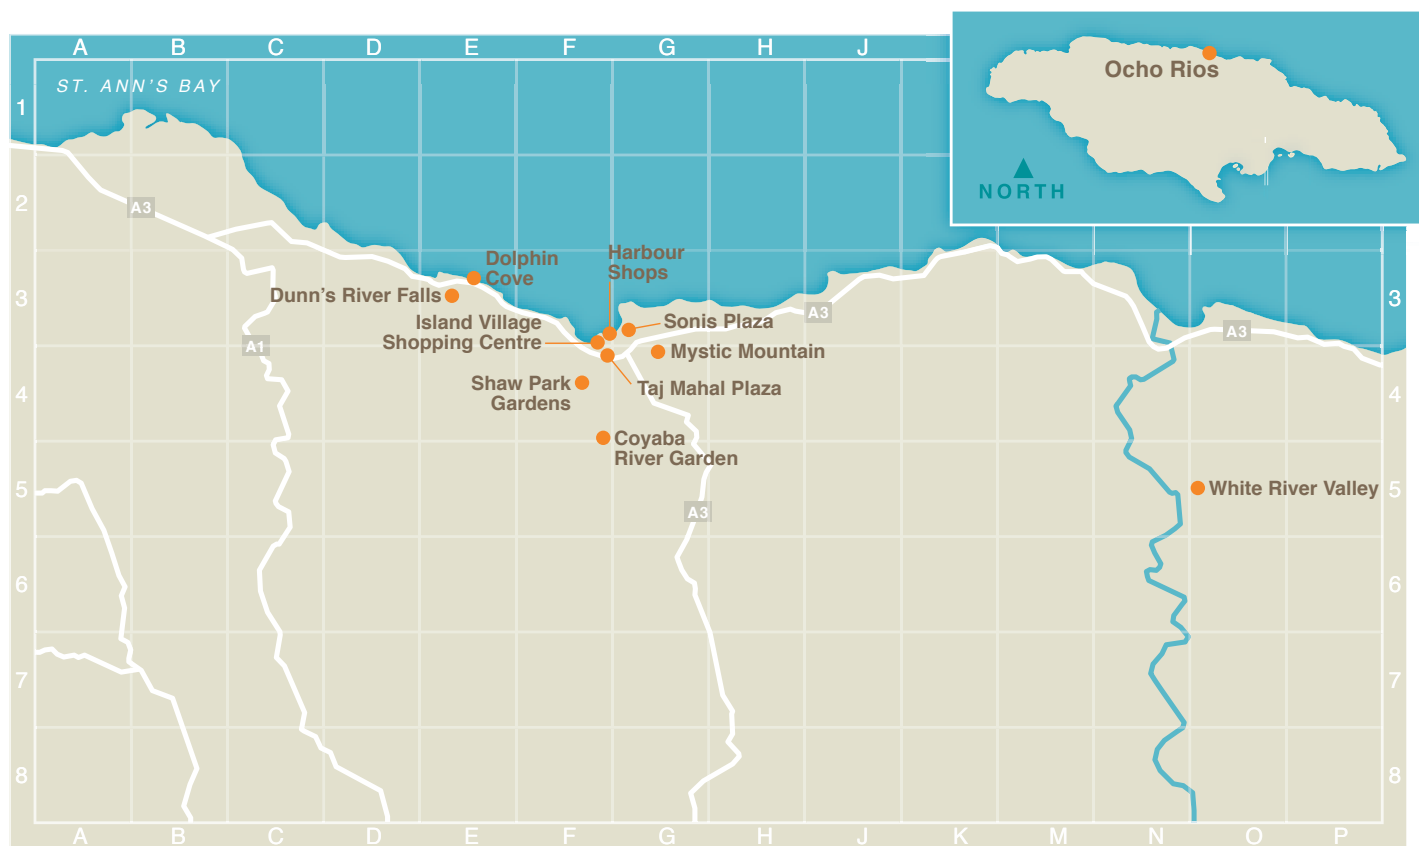 A B C D E F G H J
ST. ANN'S BAY
Ocho Rios
NORTH
1
2
3
4
5
6
7
8
3
4
5
6
7
8
A3
A1
A3
A3
A3
Dolphin
Cove
Harbour
Shops
Dunn's River Falls
Island Village
Shopping Centre
Sonis Plaza
Mystic Mountain
Taj Mahal Plaza
Shaw Park
Gardens
Coyaba
River Garden
White River Valley
A B C D E F G H J K M N O P